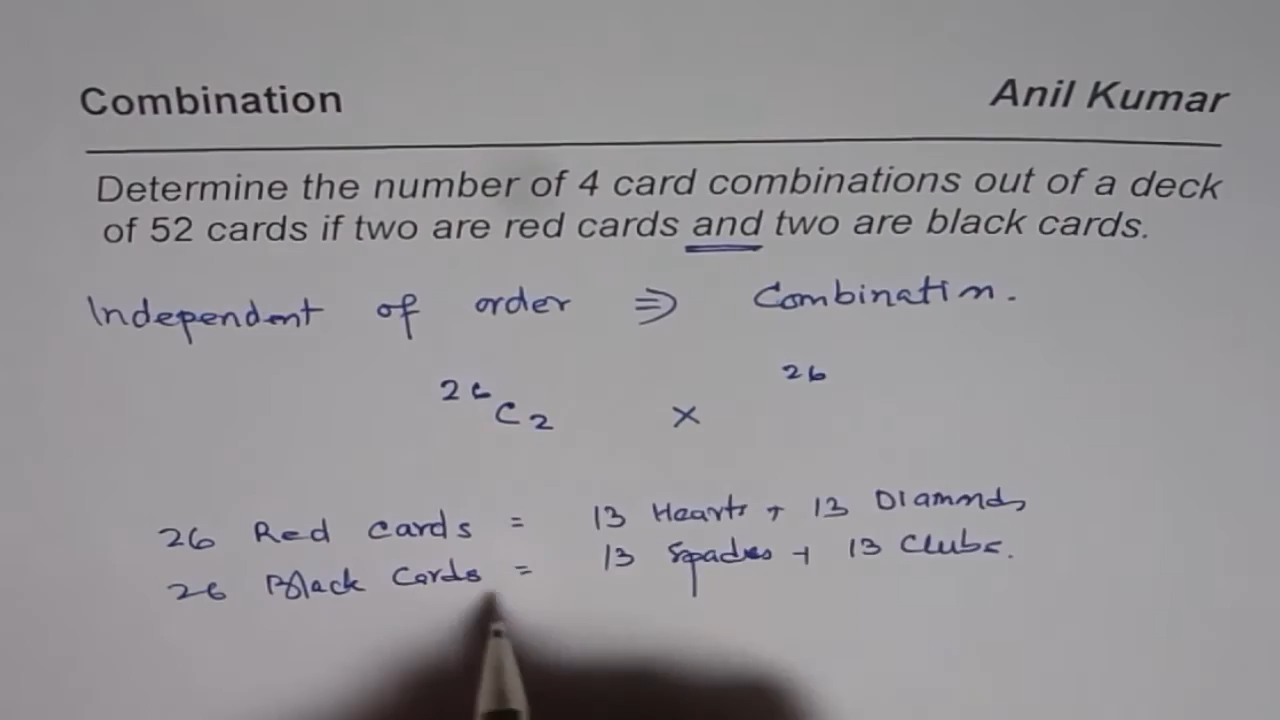 Combination Anil Kumar
Determine the number of 4 card combinations out of a deck
of 52 cards if two are red cards and two are black cards.
Independent of order ⇒ Combination.
26C2 × 26
26 Red Cards = 13 Hearts + 13 Diamonds
26 Black Cards = 13 Spades + 13 Clubs.